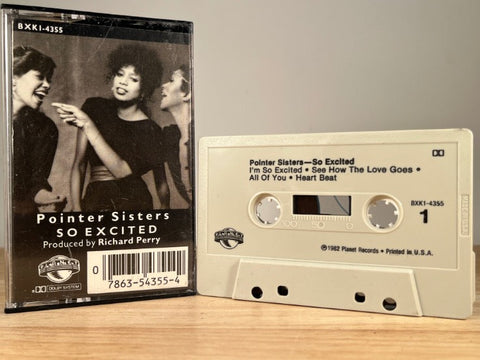 BXK1-4355
Pointer Sisters
SO EXCITED
Produced by Richard Perry
PLANET
DOLBY SYSTEM
0
7863-54355-4
Pointer Sisters—So Excited
I'm So Excited • See How The Love Goes •
All Of You • Heart Beat
BXK1-4355
1
PLANET
© 1982 Planet Records • Printed in U.S.A.